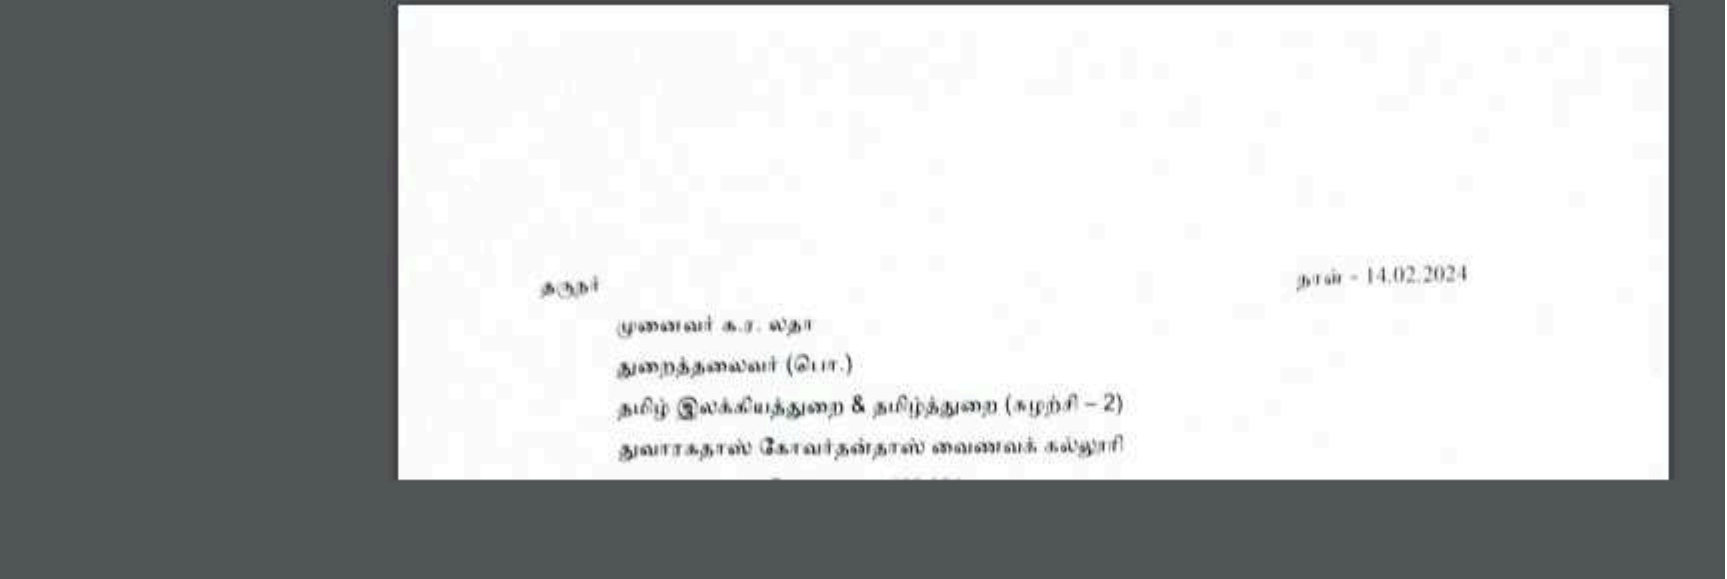 தருநர்
நாள் - 14.02.2024
முனைவர் க.ர. லதா
துறைத்தலைவர் (பொ.)
தமிழ் இலக்கியத்துறை & தமிழ்த்துறை (சுழற்சி – 2)
துவாரகதாஸ் கோவர்தன்தாஸ் வைணவக் கல்லூரி